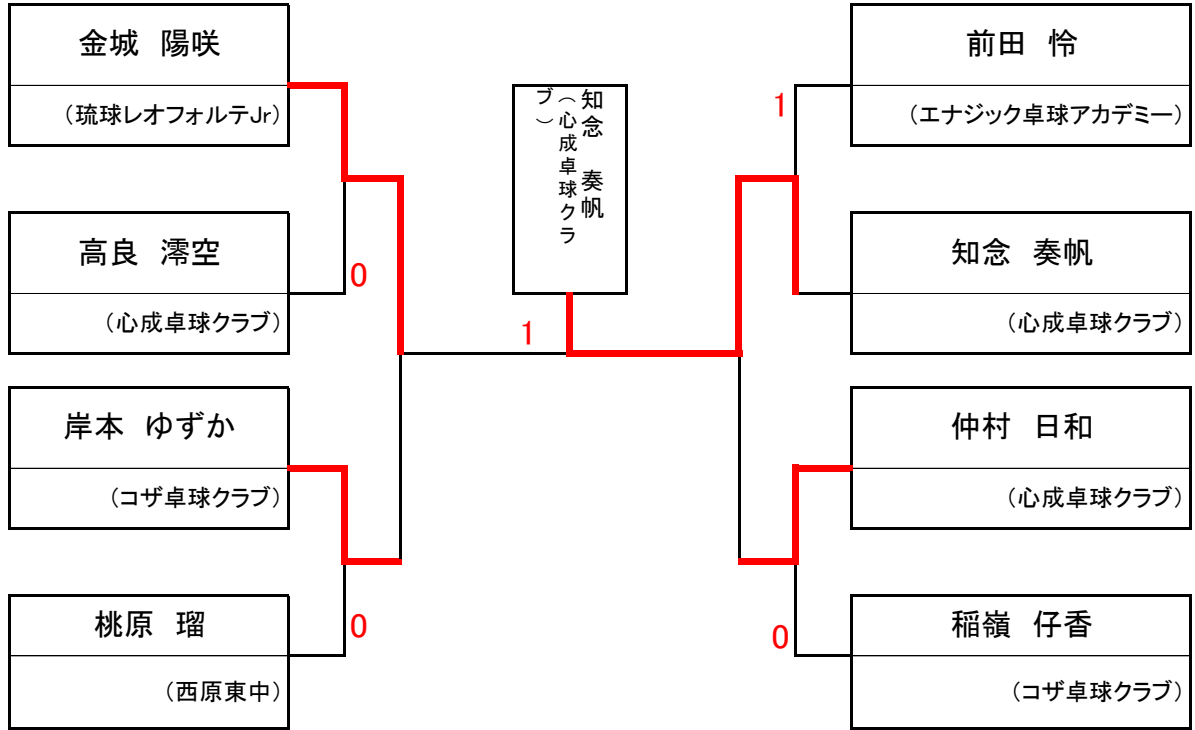 金城　陽咲
（琉球レオフォルテJr）
0
高良　澪空
（心成卓球クラブ）
岸本　ゆずか
（コザ卓球クラブ）
0
桃原　瑠
（西原東中）
知念　奏帆
（心成卓球クラ
ブ）
1
前田　怜
（エナジック卓球アカデミー）
1
知念　奏帆
（心成卓球クラブ）
仲村　日和
（心成卓球クラブ）
0
稲嶺　仔香
（コザ卓球クラブ）